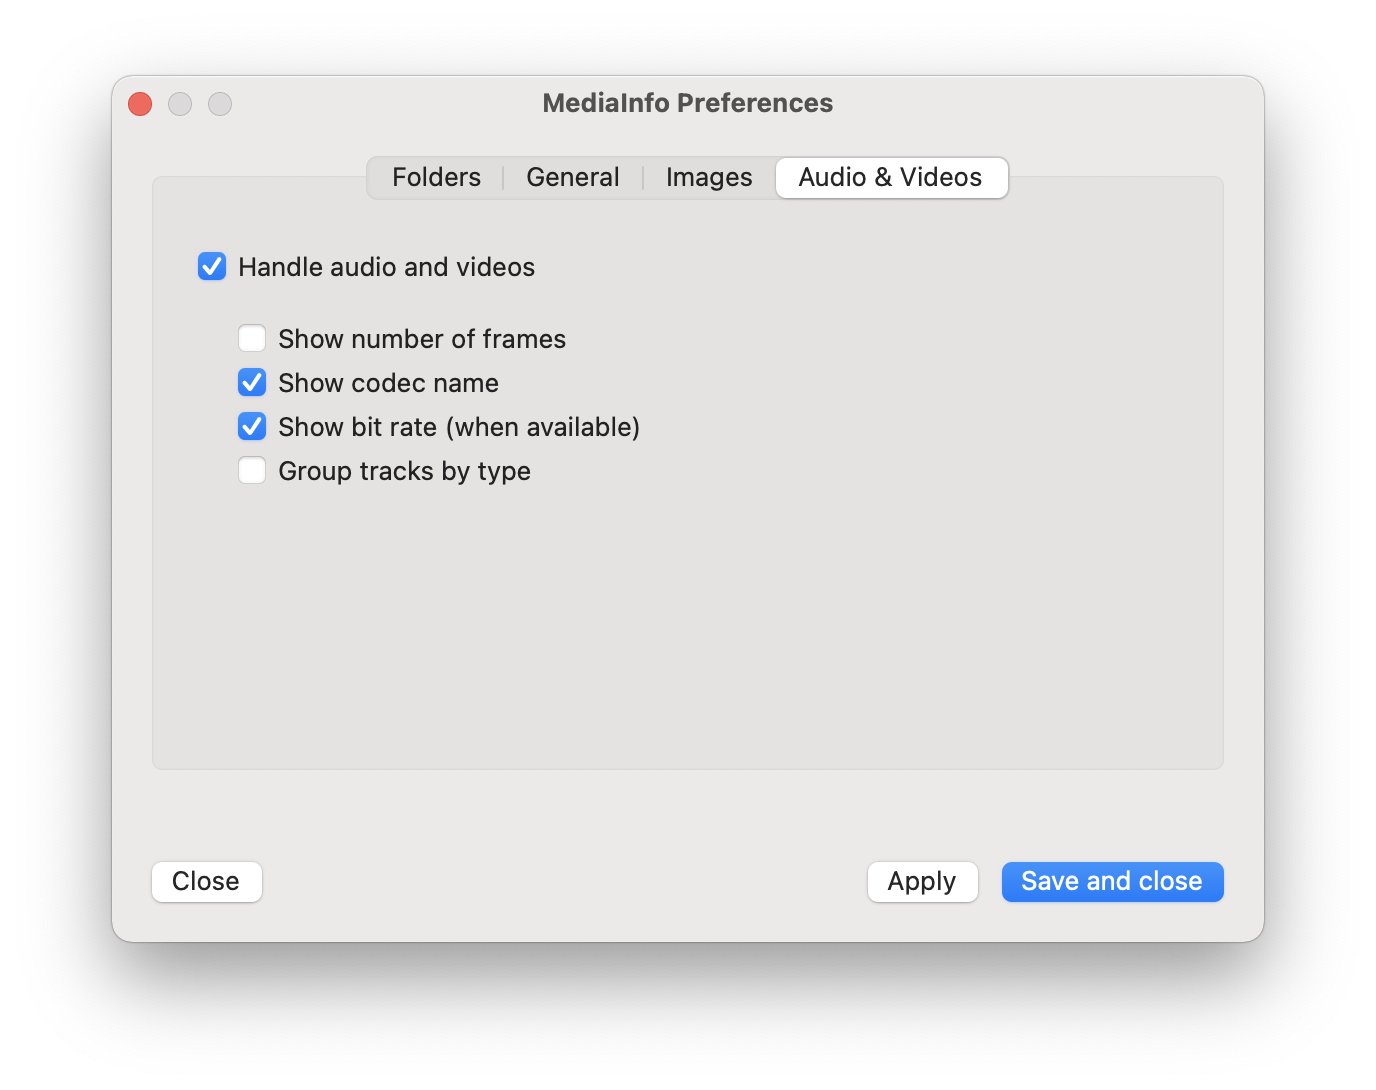 MediaInfo Preferences
Folders General Images Audio & Videos
Handle audio and videos
Show number of frames
Show codec name
Show bit rate (when available)
Group tracks by type
Close Apply Save and close